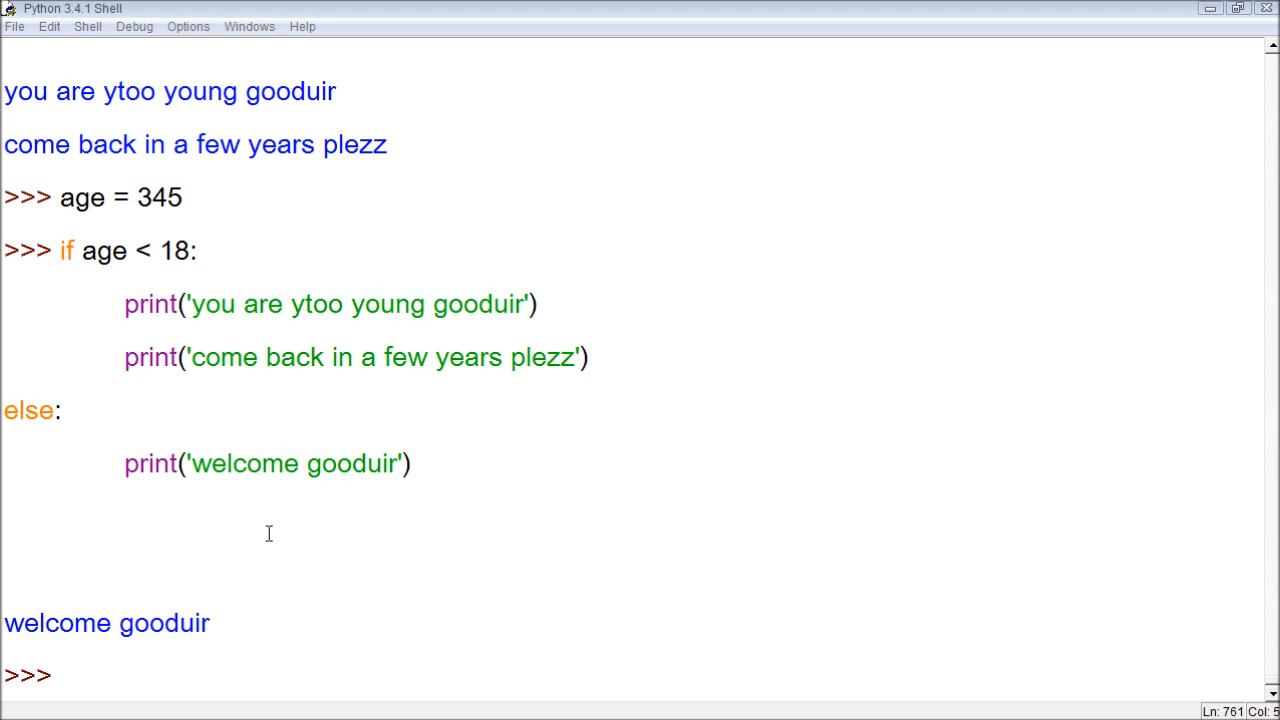 Python 3.4.1 Shell
File Edit Shell Debug Options Windows Help
you are ytoo young gooduir
come back in a few years plezz
>>> age = 345
>>> if age < 18:
print('you are ytoo young gooduir')
print('come back in a few years plezz')
else:
print('welcome gooduir')
welcome gooduir
>>>
Ln: 761 Col: 5